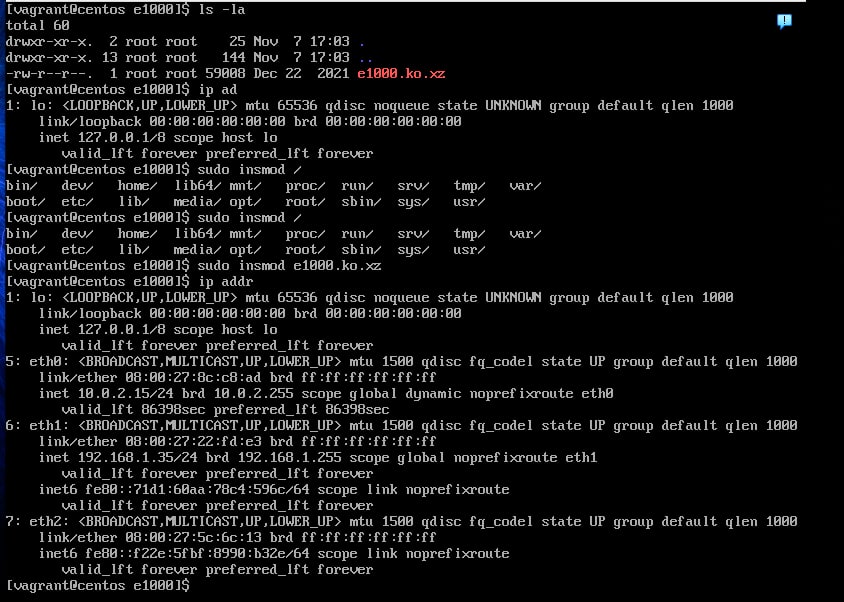 [vagrant@centos e1000]$ ls -la
total 60
drwxr-xr-x.  2 root root    25 Nov  7 17:03 .
drwxr-xr-x. 13 root root   144 Nov  7 17:03 ..
-rw-r--r--.  1 root root 59008 Dec 22  2021 e1000.ko.xz
[vagrant@centos e1000]$ ip ad
1: lo: <LOOPBACK,UP,LOWER_UP> mtu 65536 qdisc noqueue state UNKNOWN group default qlen 1000
    link/loopback 00:00:00:00:00:00 brd 00:00:00:00:00:00
    inet 127.0.0.1/8 scope host lo
       valid_lft forever preferred_lft forever
[vagrant@centos e1000]$ sudo insmod /
bin/   dev/   home/  lib64/ mnt/   proc/  run/   srv/   tmp/   var/
boot/  etc/   lib/   media/ opt/   root/  sbin/  sys/   usr/
[vagrant@centos e1000]$ sudo insmod /
bin/   dev/   home/  lib64/ mnt/   proc/  run/   srv/   tmp/   var/
boot/  etc/   lib/   media/ opt/   root/  sbin/  sys/   usr/
[vagrant@centos e1000]$ sudo insmod e1000.ko.xz
[vagrant@centos e1000]$ ip addr
1: lo: <LOOPBACK,UP,LOWER_UP> mtu 65536 qdisc noqueue state UNKNOWN group default qlen 1000
    link/loopback 00:00:00:00:00:00 brd 00:00:00:00:00:00
    inet 127.0.0.1/8 scope host lo
       valid_lft forever preferred_lft forever
5: eth0: <BROADCAST,MULTICAST,UP,LOWER_UP> mtu 1500 qdisc fq_codel state UP group default qlen 1000
    link/ether 08:00:27:8c:c8:ad brd ff:ff:ff:ff:ff:ff
    inet 10.0.2.15/24 brd 10.0.2.255 scope global dynamic noprefixroute eth0
       valid_lft 86398sec preferred_lft 86398sec
6: eth1: <BROADCAST,MULTICAST,UP,LOWER_UP> mtu 1500 qdisc fq_codel state UP group default qlen 1000
    link/ether 08:00:27:22:fd:e3 brd ff:ff:ff:ff:ff:ff
    inet 192.168.1.35/24 brd 192.168.1.255 scope global noprefixroute eth1
       valid_lft forever preferred_lft forever
    inet6 fe80::71d1:60aa:78c4:596c/64 scope link noprefixroute
       valid_lft forever preferred_lft forever
7: eth2: <BROADCAST,MULTICAST,UP,LOWER_UP> mtu 1500 qdisc fq_codel state UP group default qlen 1000
    link/ether 08:00:27:5c:6c:13 brd ff:ff:ff:ff:ff:ff
    inet6 fe80::f22e:5fbf:8990:b32e/64 scope link noprefixroute
       valid_lft forever preferred_lft forever
[vagrant@centos e1000]$